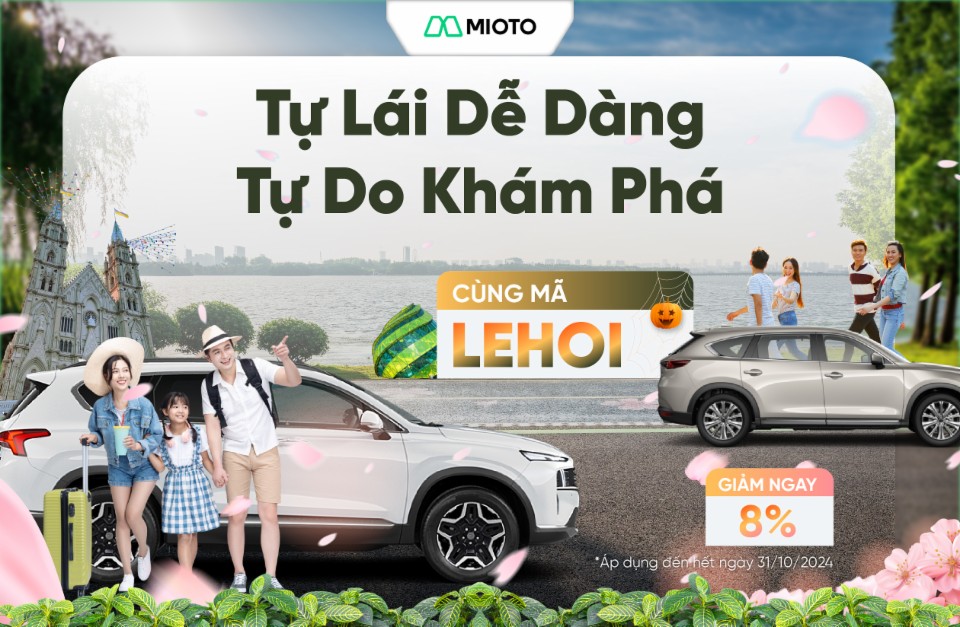 MIOTO
Tự Lái Dễ Dàng
Tự Do Khám Phá
CÙNG MÃ
LEHOI
GIẢM NGAY
8%
*Áp dụng đến hết ngày 31/10/2024